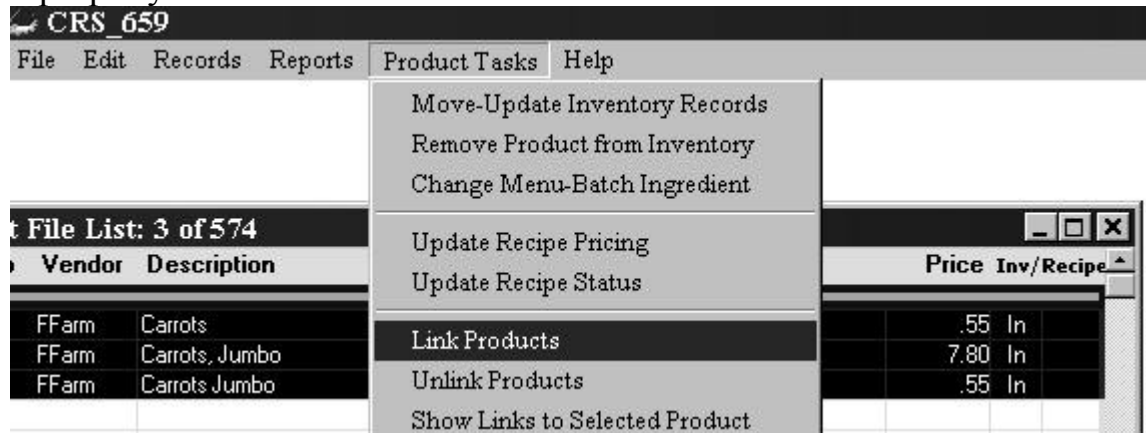 CRS_659
File Edit Records Reports Product Tasks Help
Move-Update Inventory Records
Remove Product from Inventory
Change Menu-Batch Ingredient
Update Recipe Pricing
Update Recipe Status
Link Products
Unlink Products
Show Links to Selected Product
t File List: 3 of 574
Vendor Description Price Inv/Recipe
FFarm Carrots .55 In
FFarm Carrots, Jumbo 7.80 In
FFarm Carrots Jumbo .55 In